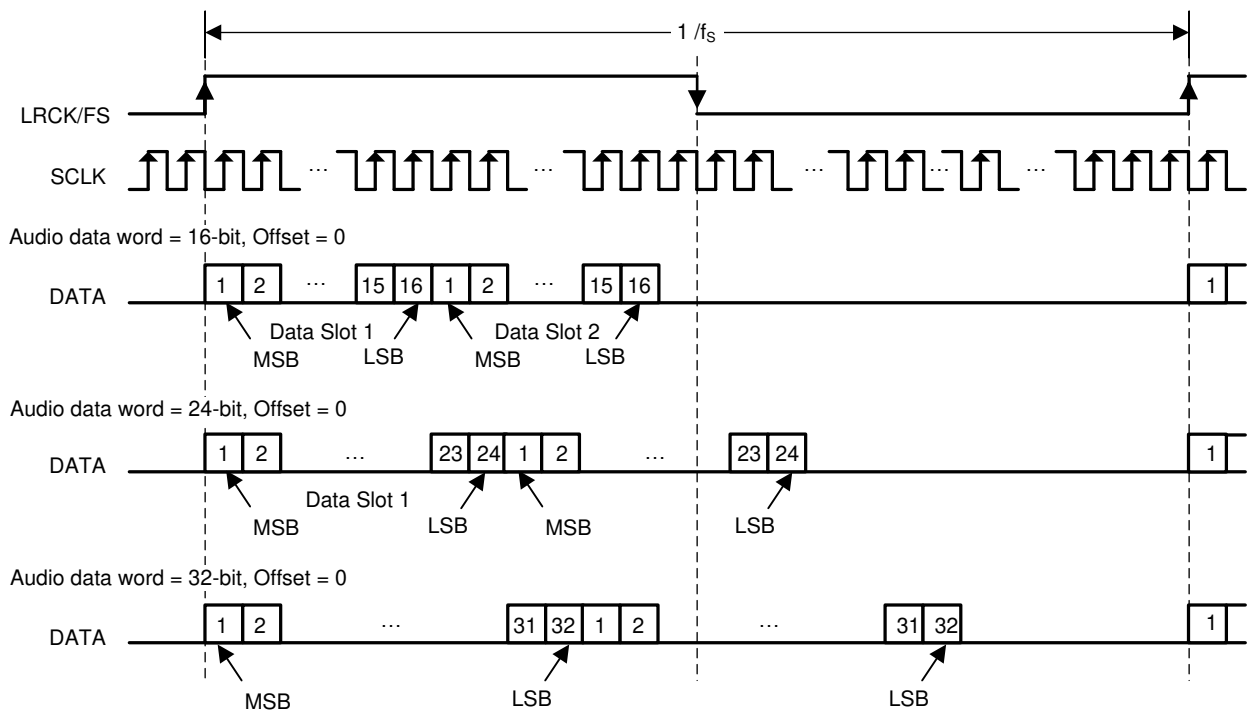 1 /fS
LRCK/FS
SCLK … … … … …
Audio data word = 16-bit, Offset = 0
DATA 1 2 … 15 16 1 2 … 15 16 1
Data Slot 1 Data Slot 2
MSB LSB MSB LSB
Audio data word = 24-bit, Offset = 0
DATA 1 2 … 23 24 1 2 … 23 24 1
Data Slot 1
MSB LSB MSB LSB
Audio data word = 32-bit, Offset = 0
DATA 1 2 … 31 32 1 2 … 31 32 1
MSB LSB LSB